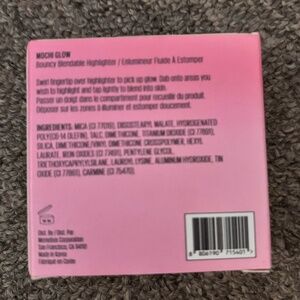 MOCHI GLOW
Bouncy Blendable Highlighter / Enlumineur Fluide À Estomper
Swirl fingertip over highlighter to pick up glow. Dab onto areas you
wish to highlight and tap lightly to blend into skin.
Passer un doigt dans le compartiment pour recueillir du produit.
Déposer sur les zones à illuminer et estomper doucement.
INGREDIENTS: MICA (CI 77019), DIISOSTEARYL MALATE, HYDROGENATED
POLY(C6-14 OLEFIN), TALC, DIMETHICONE, TITANIUM DIOXIDE (CI 77891),
SILICA, DIMETHICONE/VINYL DIMETHICONE CROSSPOLYMER, HEXYL
LAURATE, IRON OXIDES (CI 77491), PENTYLENE GLYCOL,
TRIETHOXYCAPRYLYLSILANE, LAUROYL LYSINE, ALUMINUM HYDROXIDE, TIN
OXIDE (CI 77861), CARMINE (CI 75470).
Dist. By / Dist. Par
Memebox Corporation
San Francisco, CA
Made in Korea
Fabriqué en Corée
8 806190 715401